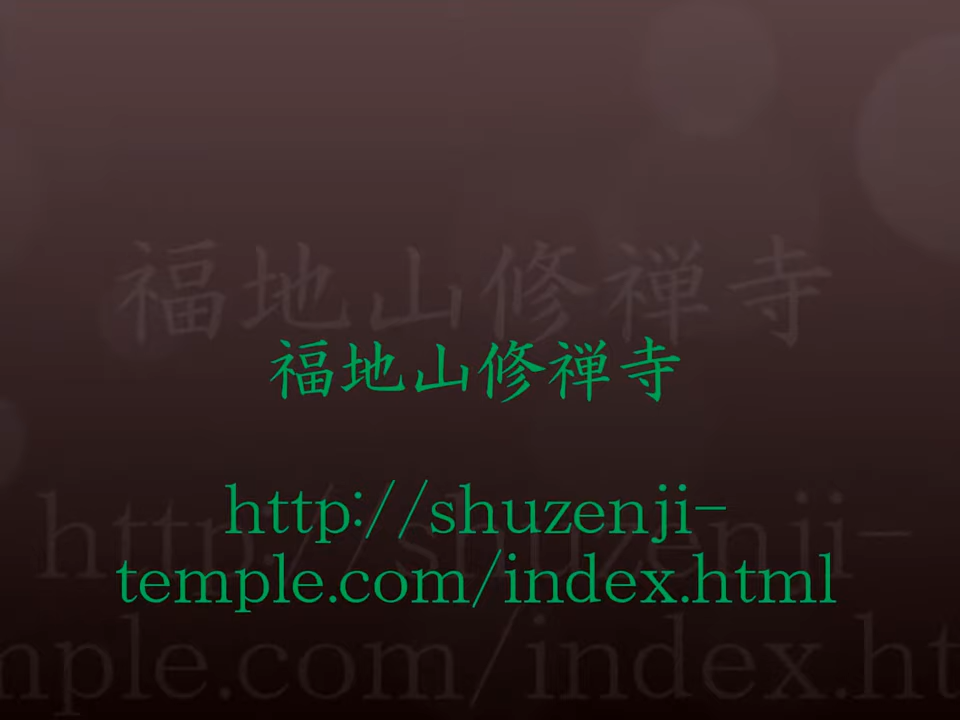 福地山修禅寺
http://shuzenji-
temple.com/index.html